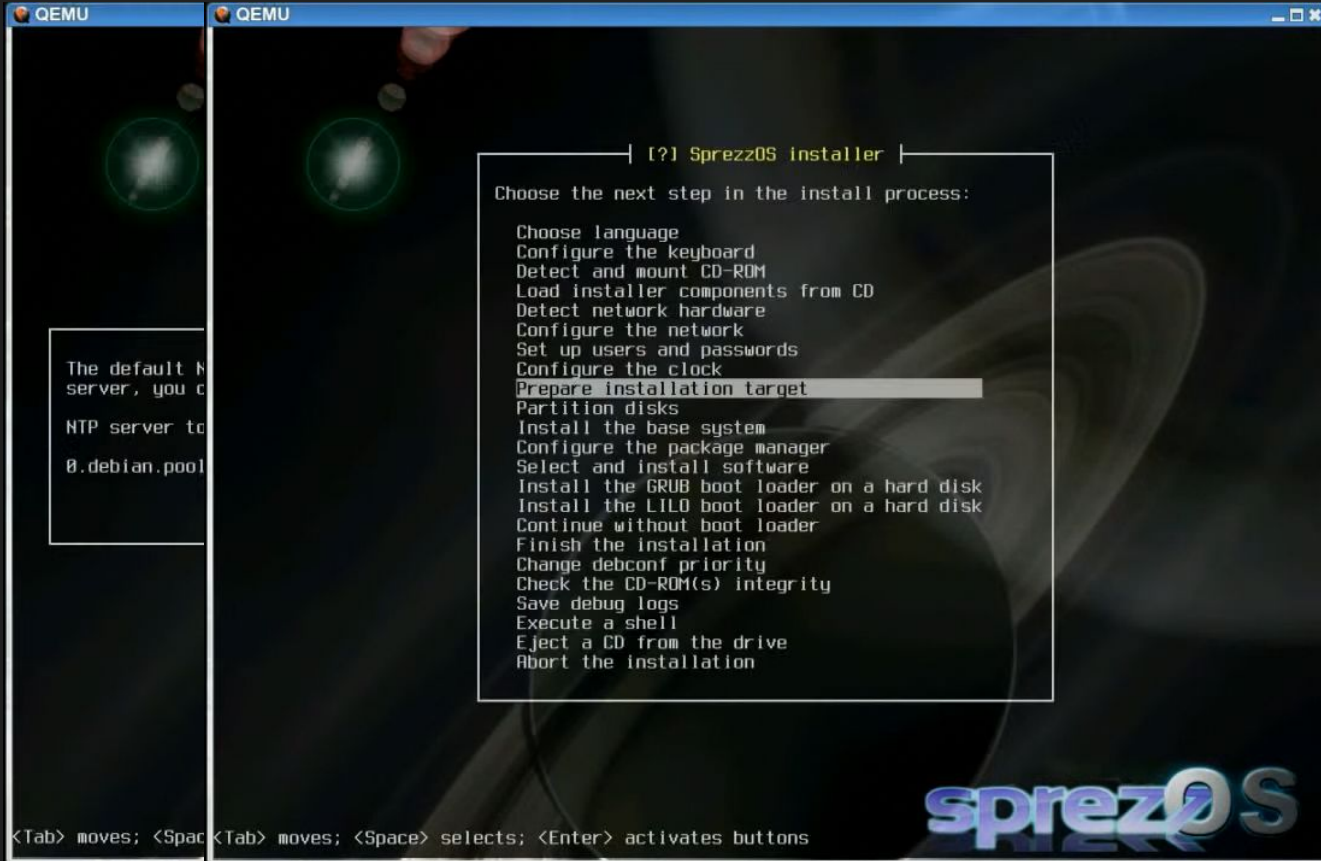 QEMU
The default N
server, you c
NTP server to
0.debian.pool
<Tab> moves; <Spac
QEMU
[?] SprezzOS installer
Choose the next step in the install process:
Choose language
Configure the keyboard
Detect and mount CD-ROM
Load installer components from CD
Detect network hardware
Configure the network
Set up users and passwords
Configure the clock
Prepare installation target
Partition disks
Install the base system
Configure the package manager
Select and install software
Install the GRUB boot loader on a hard disk
Install the LILO boot loader on a hard disk
Continue without boot loader
Finish the installation
Change debconf priority
Check the CD-ROM(s) integrity
Save debug logs
Execute a shell
Eject a CD from the drive
Abort the installation
sprezzOS
<Tab> moves; <Space> selects; <Enter> activates buttons